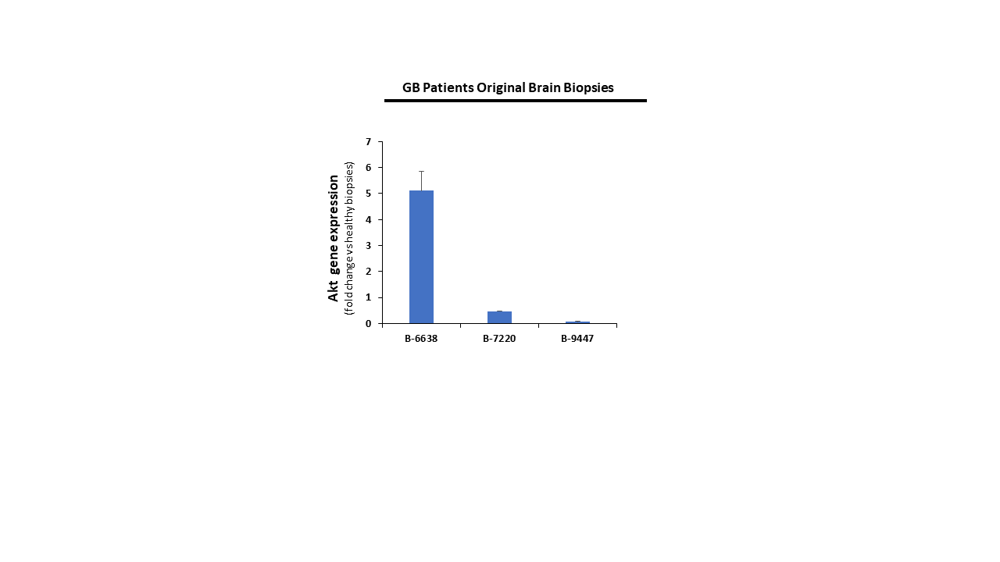 GB Patients Original Brain Biopsies
Akt gene expression
(fold change vs healthy biopsies)
7
6
5
4
3
2
1
0
B-6638
B-7220
B-9447